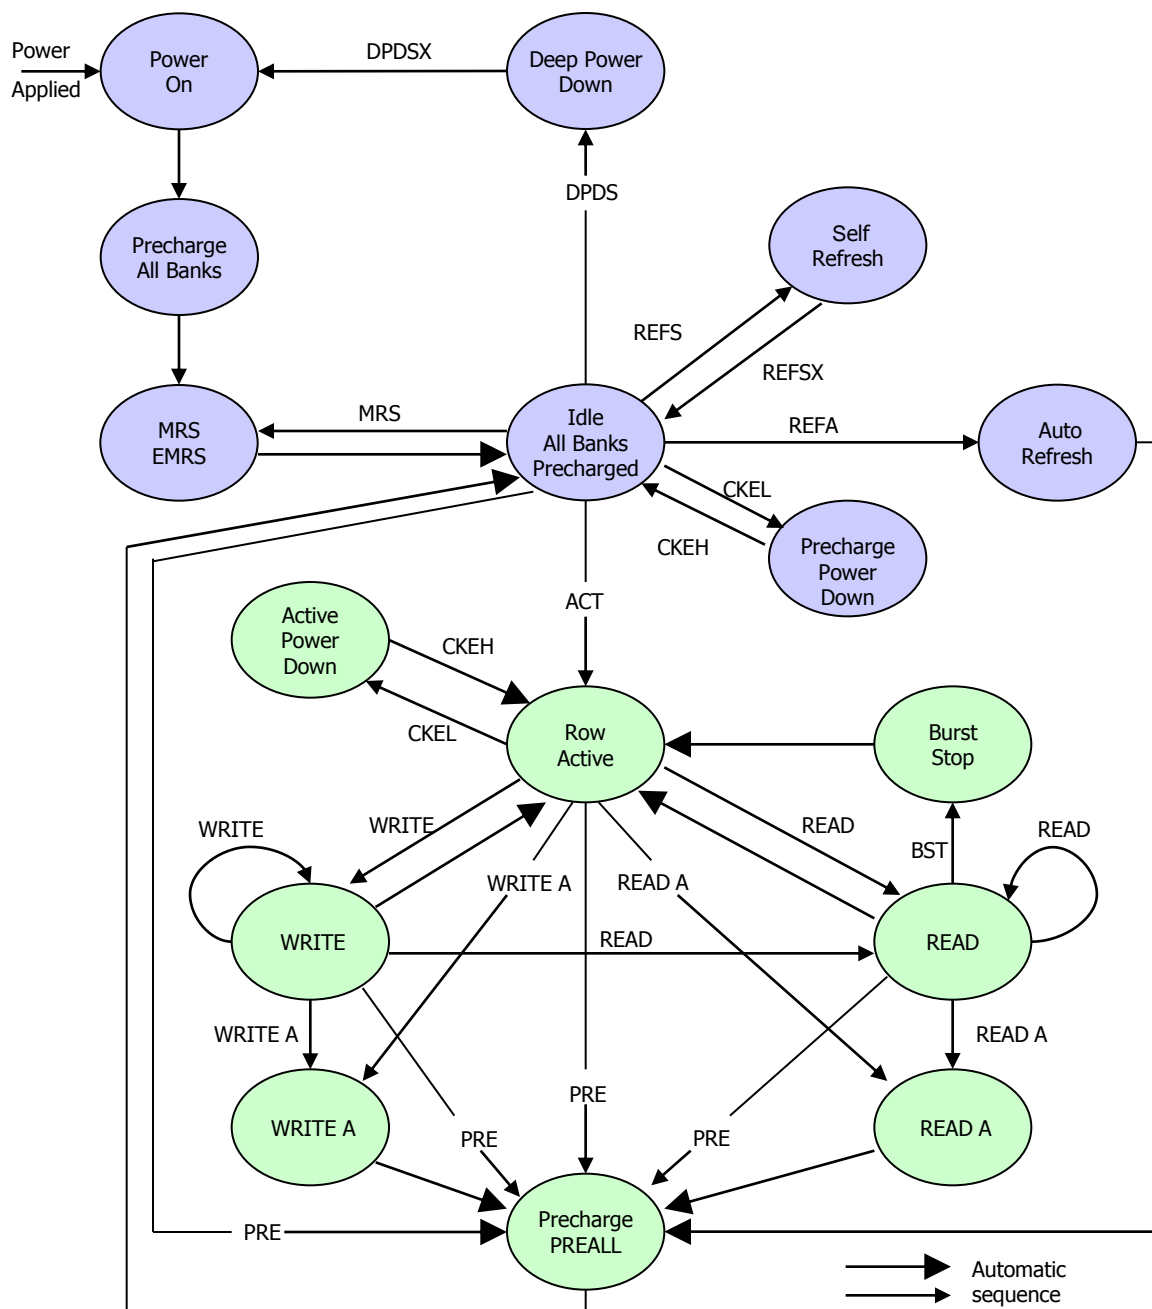 Power
Applied
Power
On
DPDSX
Deep Power
Down
DPDS
Precharge
All Banks
Self
Refresh
REFS
REFSX
MRS
EMRS
MRS
Idle
All Banks
Precharged
REFA
Auto
Refresh
CKEL
CKEH
Precharge
Power
Down
ACT
Active
Power
Down
CKEH
CKEL
Row
Active
Burst
Stop
WRITE
WRITE
READ
BST
READ
WRITE A
READ A
WRITE
READ
READ
WRITE A
READ A
PRE
WRITE A
READ A
PRE
PRE
Precharge
PREALL
PRE
Automatic
sequence